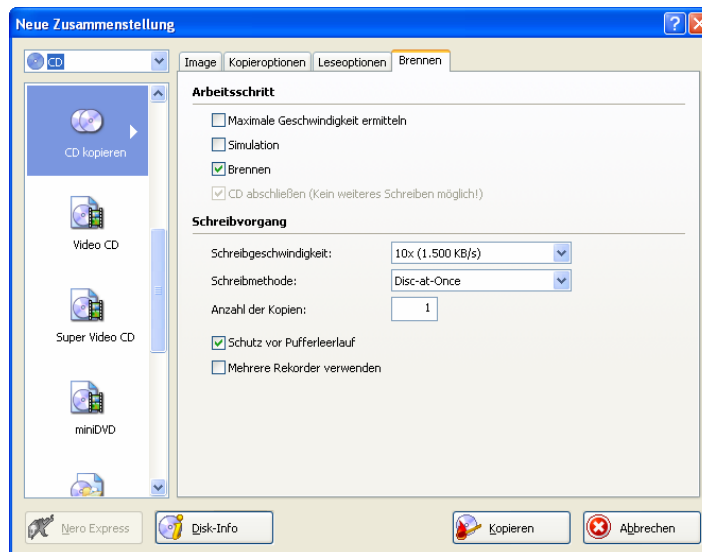 Neue Zusammenstellung
CD
CD kopieren
Video CD
Super Video CD
miniDVD
Image Kopieroptionen Leseoptionen Brennen
Arbeitsschritt
Maximale Geschwindigkeit ermitteln
Simulation
Brennen
CD abschließen (Kein weiteres Schreiben möglich!)
Schreibvorgang
Schreibgeschwindigkeit: 10x (1.500 KB/s)
Schreibmethode: Disc-at-Once
Anzahl der Kopien: 1
Schutz vor Pufferleerlauf
Mehrere Rekorder verwenden
Nero Express Disk-Info Kopieren Abbrechen